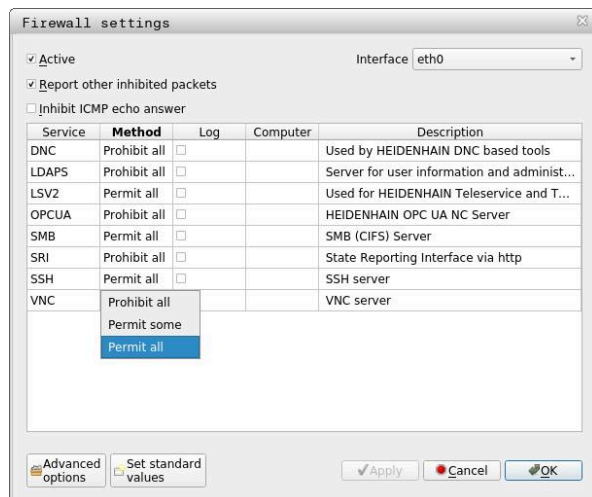 Firewall settings
Active
Interface eth0
Report other inhibited packets
Inhibit ICMP echo answer
Service Method Log Computer Description
DNC Prohibit all Used by HEIDENHAIN DNC based tools
LDAPS Prohibit all Server for user information and administ...
LSV2 Permit all Used for HEIDENHAIN Teleservice and T...
OPCUA Prohibit all HEIDENHAIN OPC UA NC Server
SMB Permit all SMB (CIFS) Server
SRI Prohibit all State Reporting Interface via http
SSH Permit all SSH server
VNC Prohibit all VNC server
Permit some
Permit all
Advanced options
Set standard values
Apply
Cancel
OK